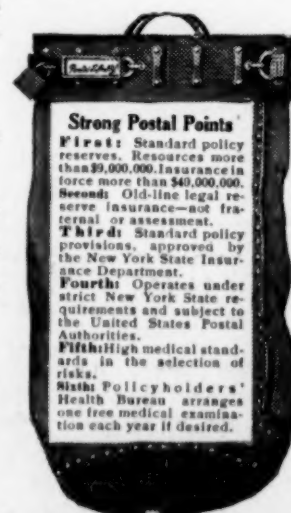 Strong Postal Points
First: Standard policy
reserves. Resources more
than $9,000,000. Insurance in
force more than $40,000,000.
Second: Old-line legal re-
serve insurance—not fra-
ternal or assessment.
Third: Standard policy
provisions, approved by
the New York State Insur-
ance Department.
Fourth: Operates under
strict New York State re-
quirements and subject to
the United States Postal
Authorities.
Fifth: High medical stand-
ards in the selection of
risks.
Sixth: Policyholders'
Health Bureau arranges
one free medical examina-
tion each year if desired.